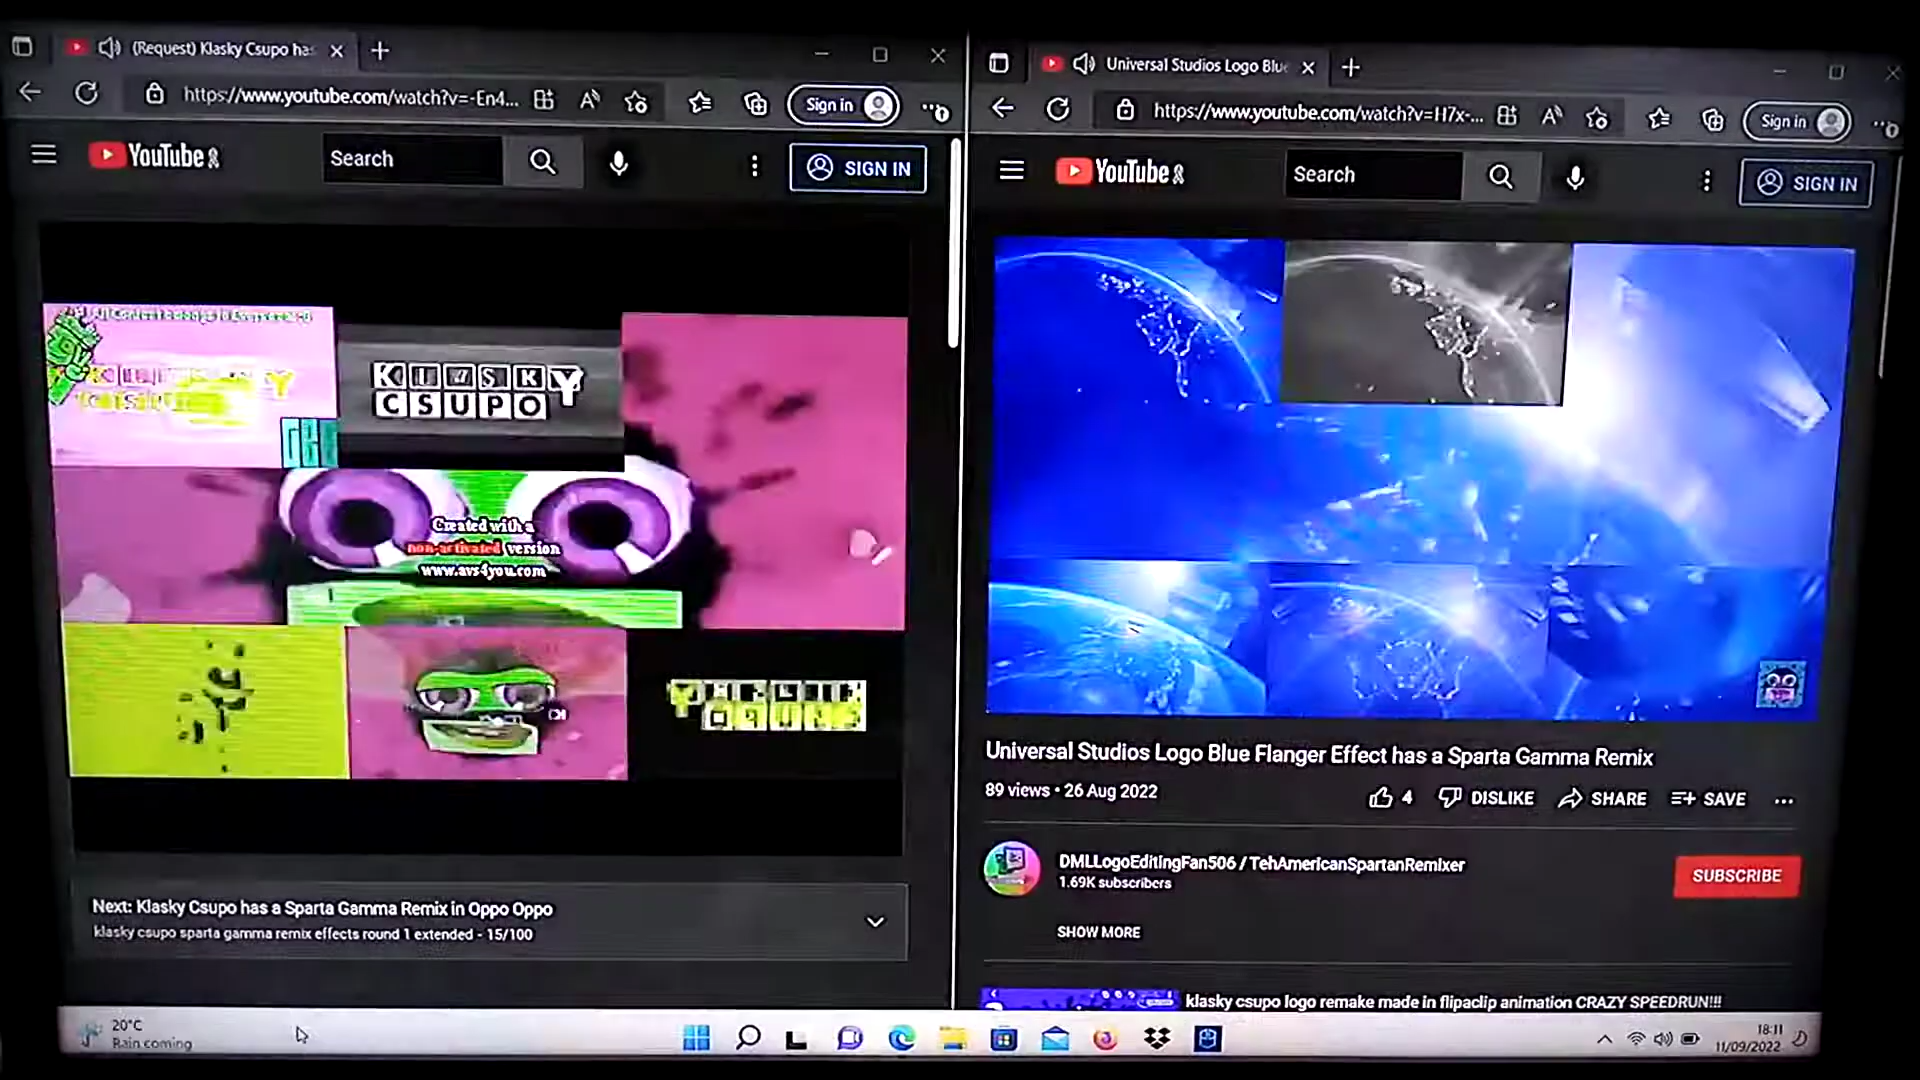 (Request) Klasky Csupo has
https://www.youtube.com/watch?v=-En4...
Sign in
YouTube
Search
SIGN IN
KLASKY
CSUPO
Created with a
non-activated version
www.avs4you.com
Next: Klasky Csupo has a Sparta Gamma Remix in Oppo Oppo
klasky csupo sparta gamma remix effects round 1 extended - 15/100
Universal Studios Logo Blue
https://www.youtube.com/watch?v=H7x-...
Sign in
YouTube
Search
SIGN IN
Universal Studios Logo Blue Flanger Effect has a Sparta Gamma Remix
89 views • 26 Aug 2022
4 DISLIKE SHARE SAVE
DMLLogoEditingFan506 / TehAmericanSpartanRemixer
1.69K subscribers
SUBSCRIBE
SHOW MORE
klasky csupo logo remake made in flipaclip animation CRAZY SPEEDRUN!!!
20°C
Rain coming
18:11
11/09/2022